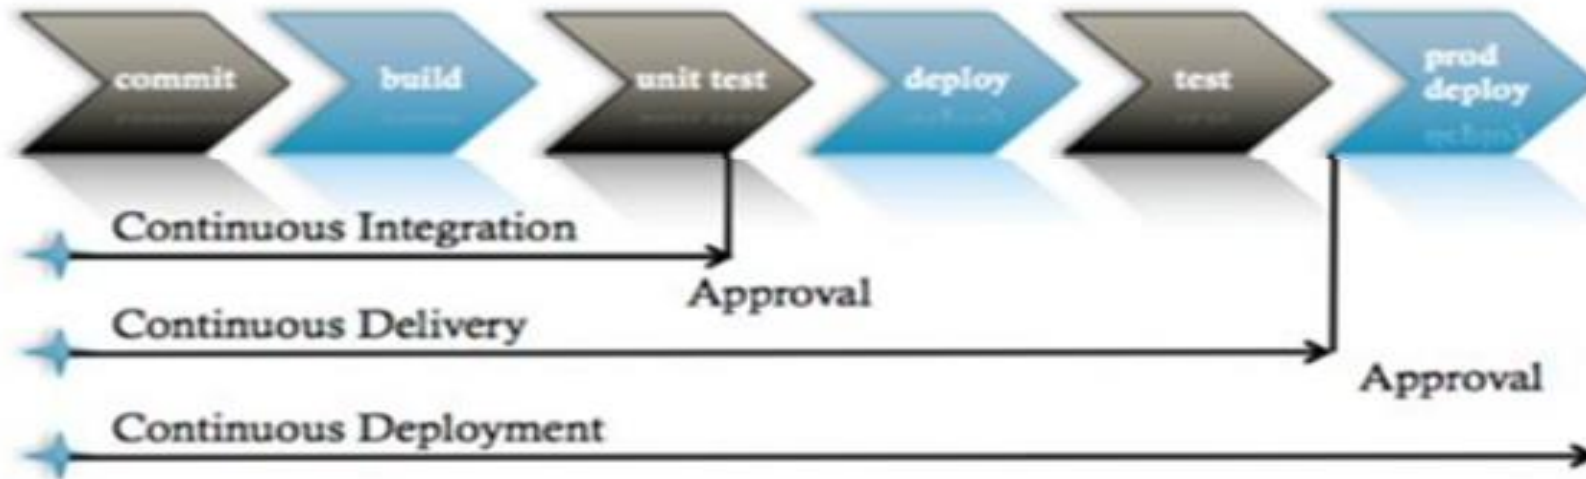 commit
build
unit test
deploy
test
prod
deploy
Continuous Integration
Approval
Continuous Delivery
Approval
Continuous Deployment